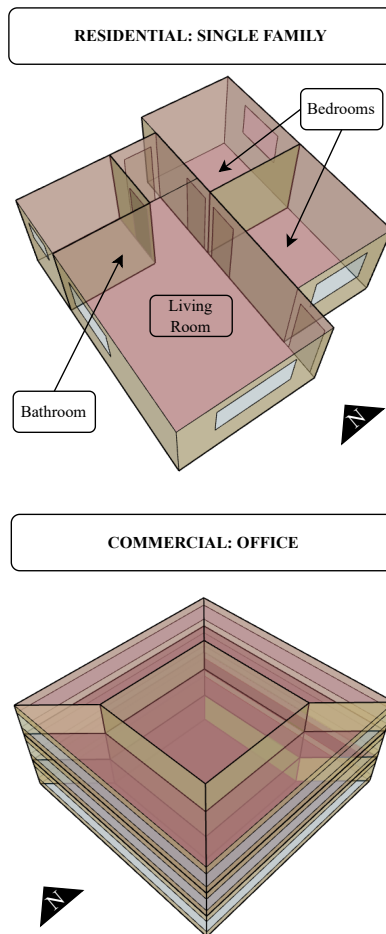 RESIDENTIAL: SINGLE FAMILY
Bedrooms
Living
Room
Bathroom
N
COMMERCIAL: OFFICE
N